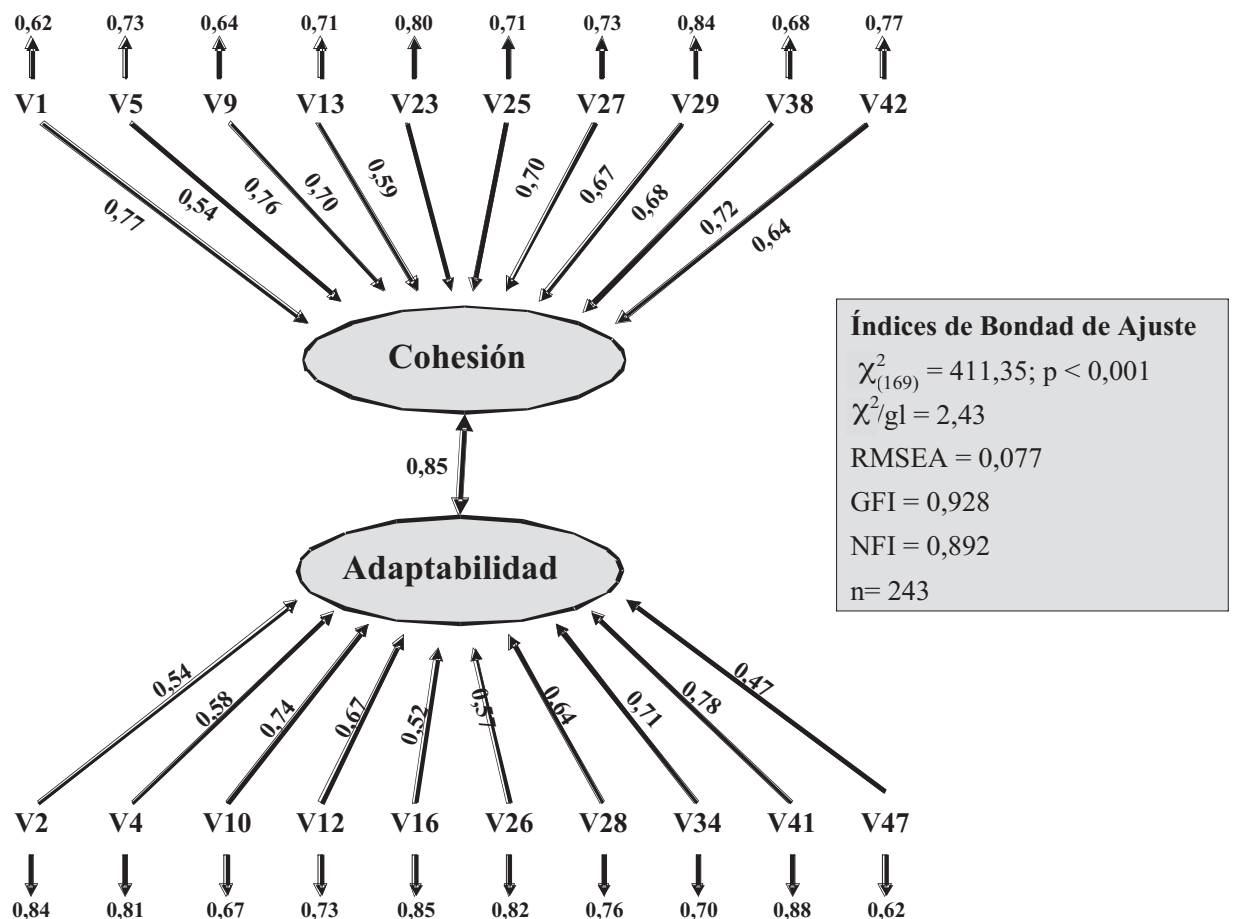 0,62 0,73 0,64 0,71 0,80 0,71 0,73 0,84 0,68 0,77
V1 V5 V9 V13 V23 V25 V27 V29 V38 V42
0,77 0,54 0,76 0,70 0,59 0,70 0,67 0,68 0,72 0,64
Cohesión
0,85
Adaptabilidad
0,54 0,58 0,74 0,67 0,52 0,57 0,64 0,71 0,78 0,47
V2 V4 V10 V12 V16 V26 V28 V34 V41 V47
0,84 0,81 0,67 0,73 0,85 0,82 0,76 0,70 0,88 0,62
Índices de Bondad de Ajuste
χ²(169) = 411,35; p < 0,001
χ²/gl = 2,43
RMSEA = 0,077
GFI = 0,928
NFI = 0,892
n= 243